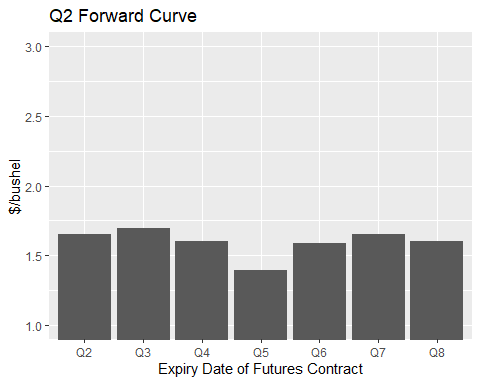 Q2 Forward Curve
3.0
2.5
2.0
1.5
1.0
$/bushel
Q2 Q3 Q4 Q5 Q6 Q7 Q8
Expiry Date of Futures Contract